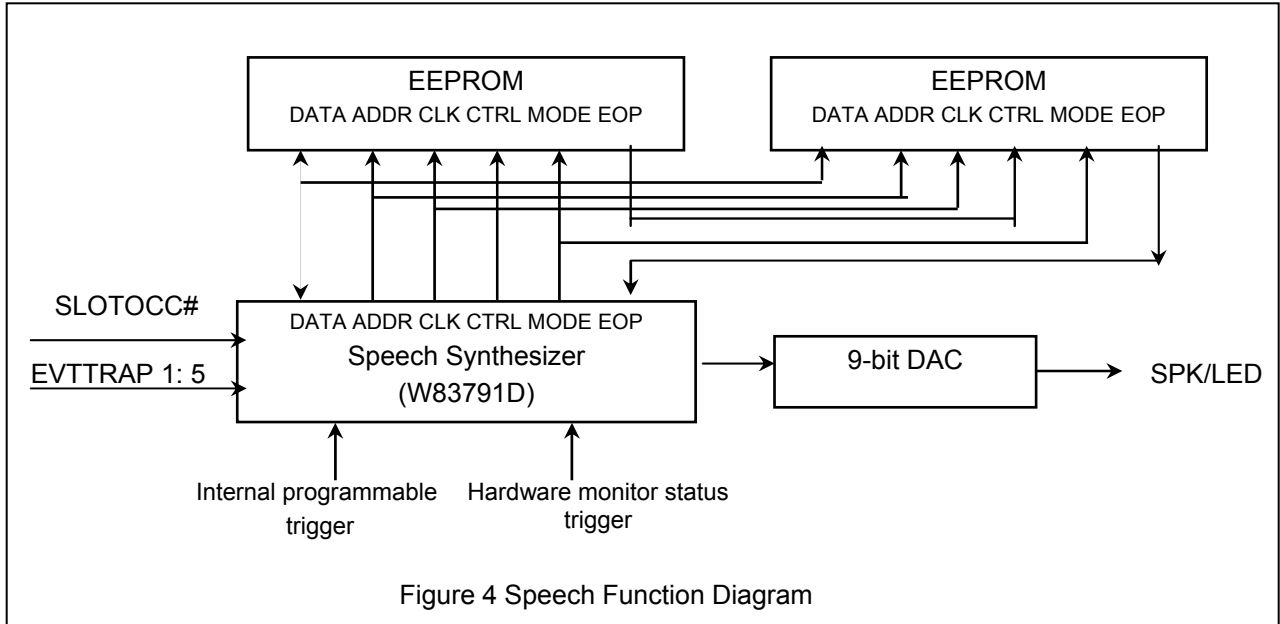 EEPROM
DATA ADDR CLK CTRL MODE EOP
EEPROM
DATA ADDR CLK CTRL MODE EOP
SLOTOCC#
EVTTRAP 1: 5
DATA ADDR CLK CTRL MODE EOP
Speech Synthesizer
(W83791D)
9-bit DAC
SPK/LED
Internal programmable
trigger
Hardware monitor status
trigger
Figure 4 Speech Function Diagram